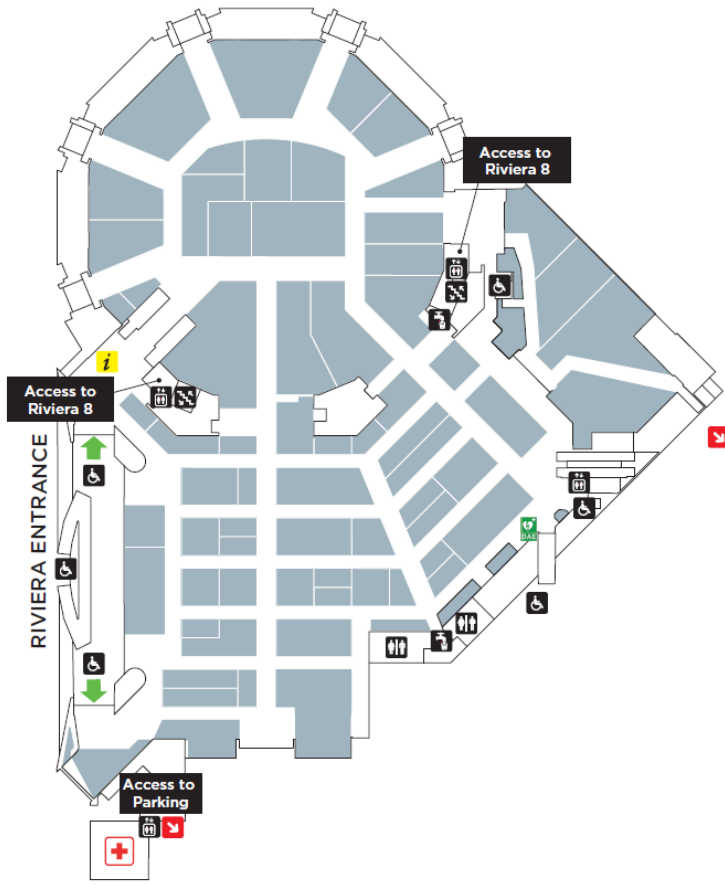 Access to
Riviera 8
i
Access to
Riviera 8
RIVIERA ENTRANCE
DAE
Access to
Parking